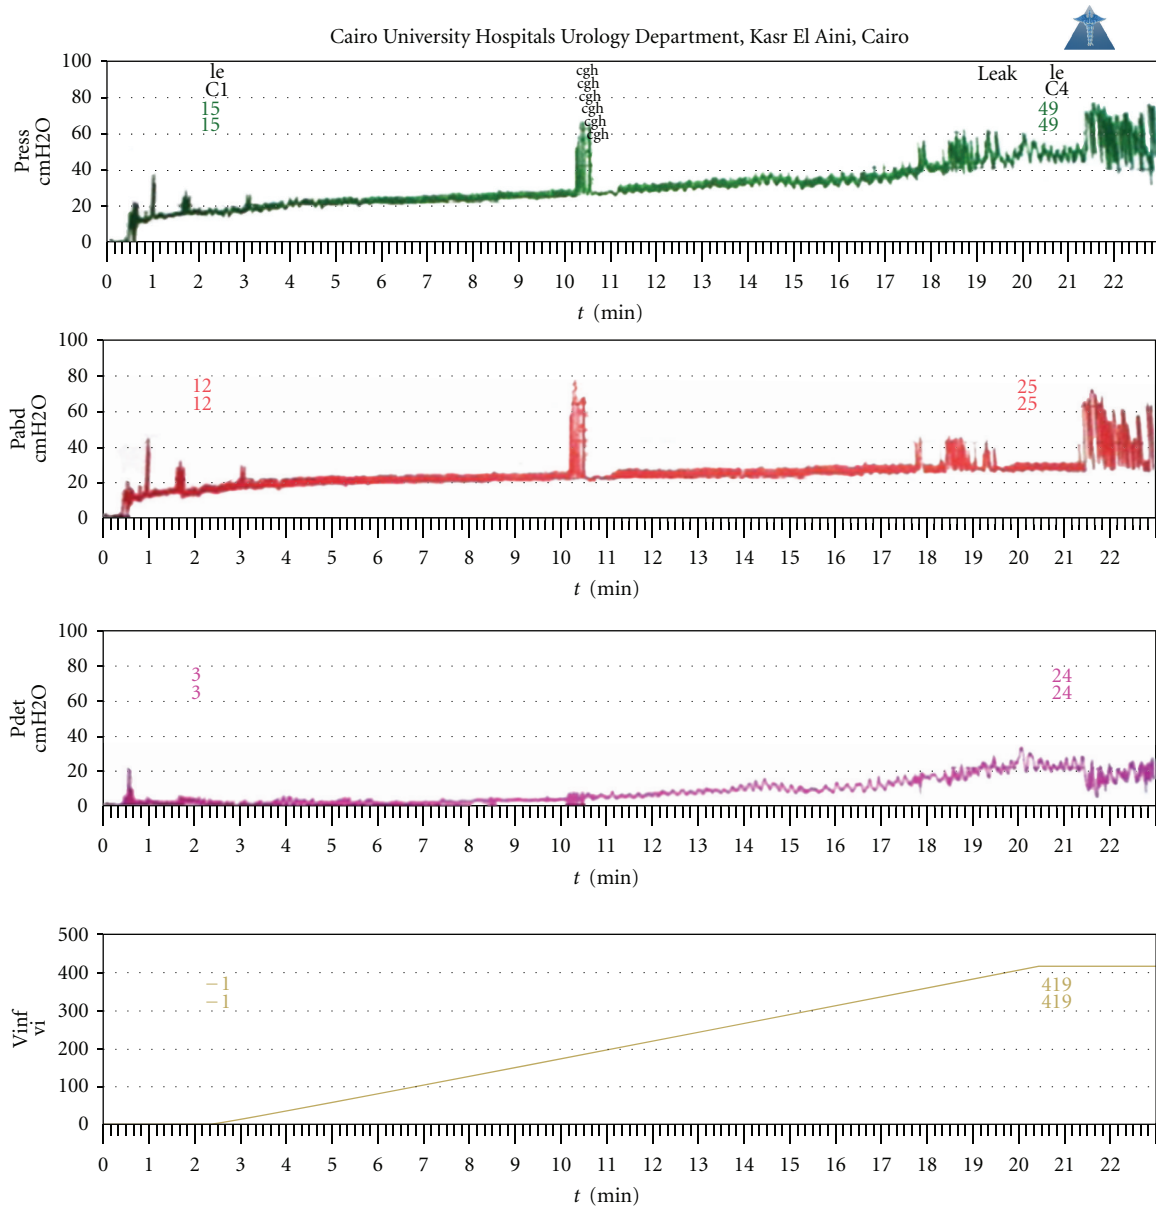 Cairo University Hospitals Urology Department, Kasr El Aini, Cairo
Press
cmH2O
100
80
60
40
20
0
le
C1
15
15
cgh
cgh
cgh
cgh
cgh
cgh
Leak
le
C4
49
49
0 1 2 3 4 5 6 7 8 9 10 11 12 13 14 15 16 17 18 19 20 21 22
t (min)
Pabd
cmH2O
100
80
60
40
20
0
12
12
25
25
0 1 2 3 4 5 6 7 8 9 10 11 12 13 14 15 16 17 18 19 20 21 22
t (min)
Pdet
cmH2O
100
80
60
40
20
0
3
3
24
24
0 1 2 3 4 5 6 7 8 9 10 11 12 13 14 15 16 17 18 19 20 21 22
t (min)
Vinf
vi
500
400
300
200
100
0
−1
−1
419
419
0 1 2 3 4 5 6 7 8 9 10 11 12 13 14 15 16 17 18 19 20 21 22
t (min)